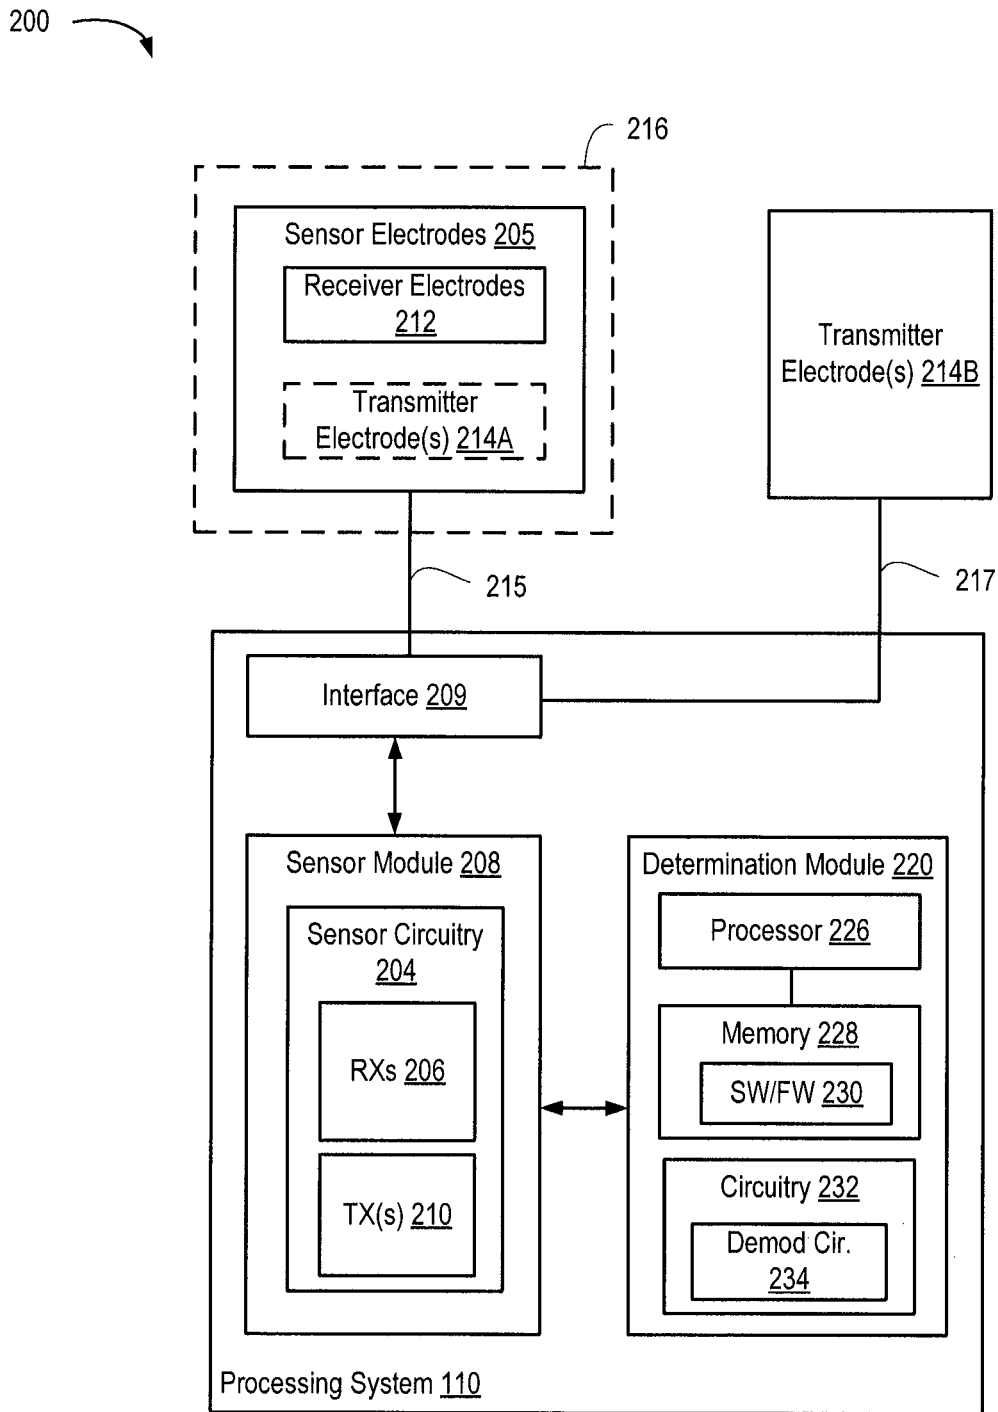 200
216
Sensor Electrodes 205
Receiver Electrodes
212
Transmitter
Electrode(s) 214A
Transmitter
Electrode(s) 214B
215
217
Interface 209
Sensor Module 208
Sensor Circuitry
204
RXs 206
TX(s) 210
Determination Module 220
Processor 226
Memory 228
SW/FW 230
Circuitry 232
Demod Cir.
234
Processing System 110